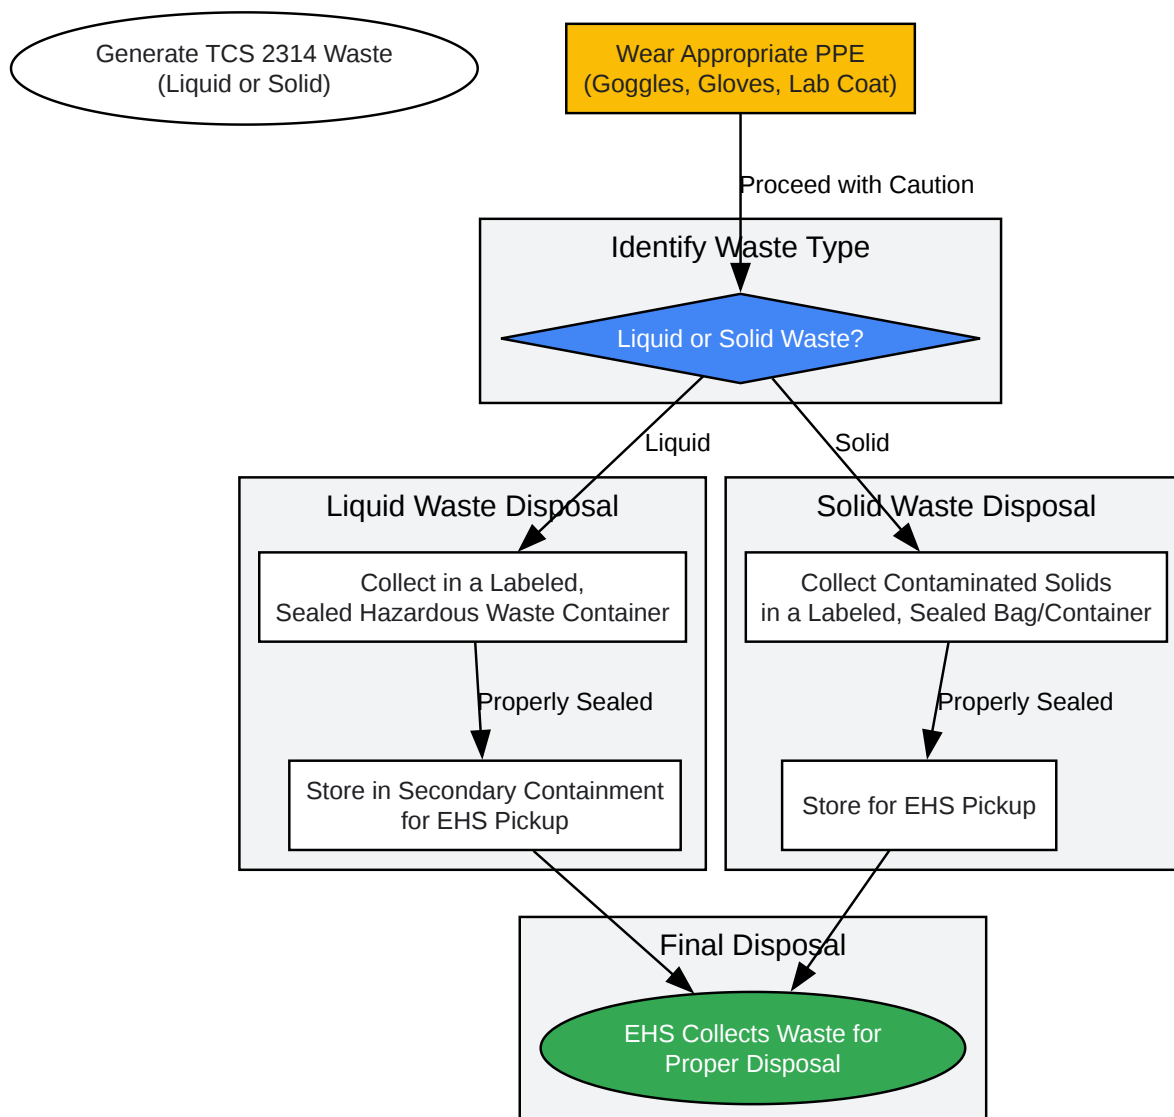 Generate TCS 2314 Waste
(Liquid or Solid)
Wear Appropriate PPE
(Goggles, Gloves, Lab Coat)
Proceed with Caution
Identify Waste Type
Liquid or Solid Waste?
Liquid
Solid
Liquid Waste Disposal
Collect in a Labeled,
Sealed Hazardous Waste Container
Properly Sealed
Store in Secondary Containment
for EHS Pickup
Solid Waste Disposal
Collect Contaminated Solids
in a Labeled, Sealed Bag/Container
Properly Sealed
Store for EHS Pickup
Final Disposal
EHS Collects Waste for
Proper Disposal